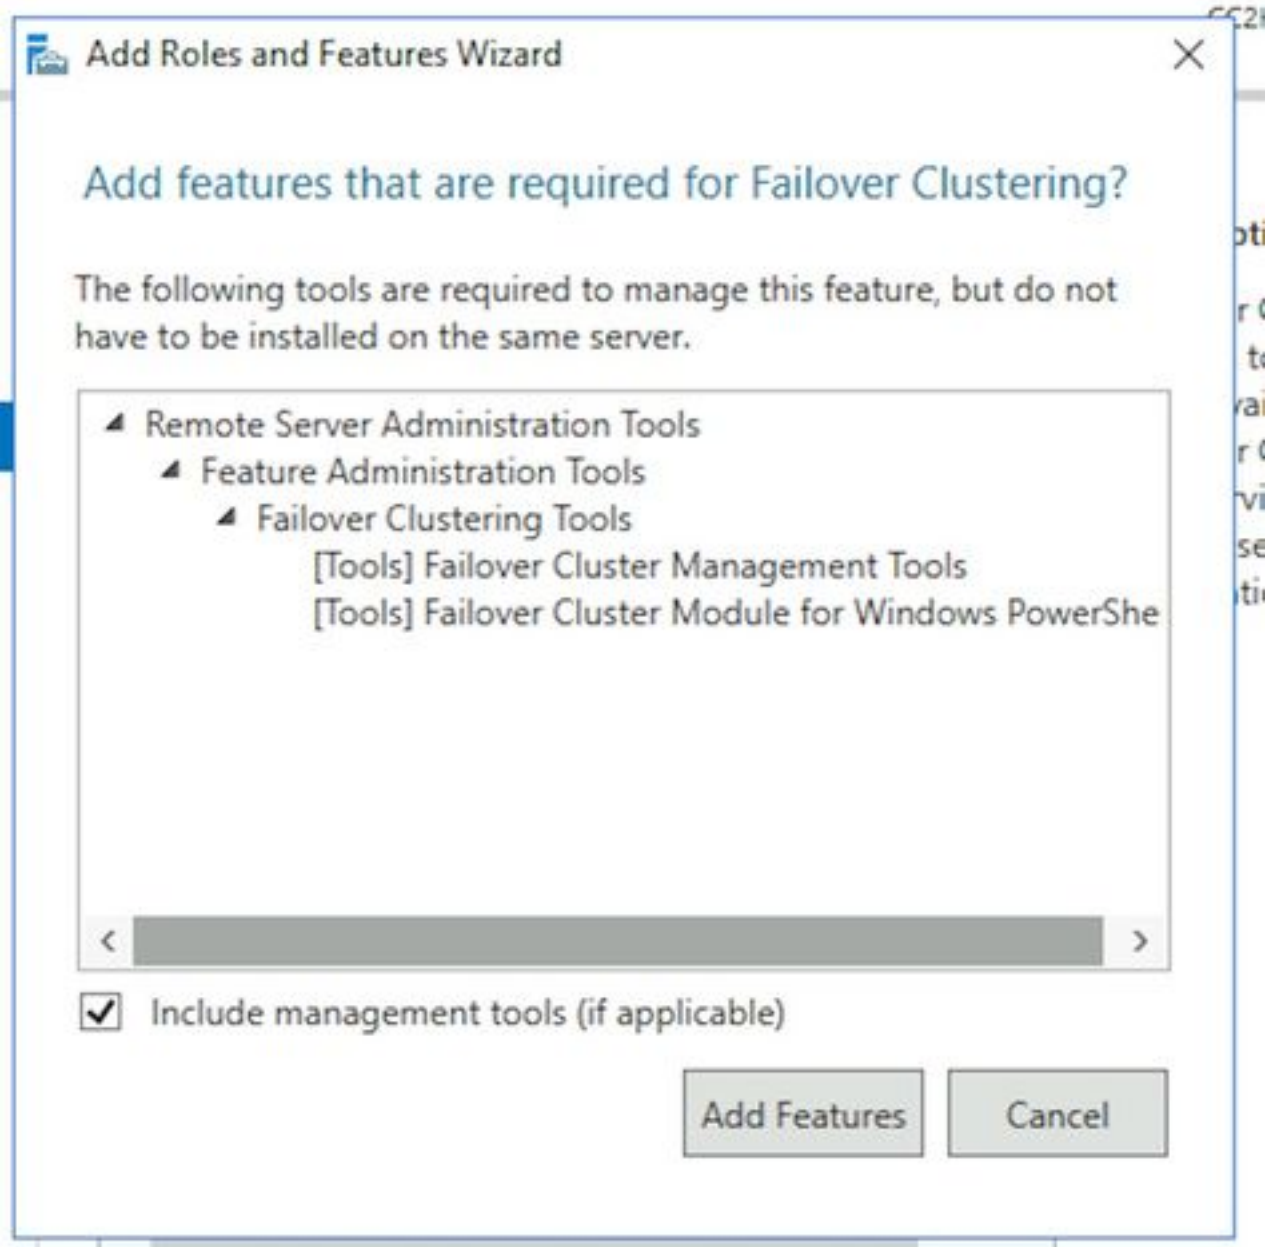 Add Roles and Features Wizard
Add features that are required for Failover Clustering?
The following tools are required to manage this feature, but do not
have to be installed on the same server.
Remote Server Administration Tools
Feature Administration Tools
Failover Clustering Tools
[Tools] Failover Cluster Management Tools
[Tools] Failover Cluster Module for Windows PowerShe
Include management tools (if applicable)
Add Features
Cancel